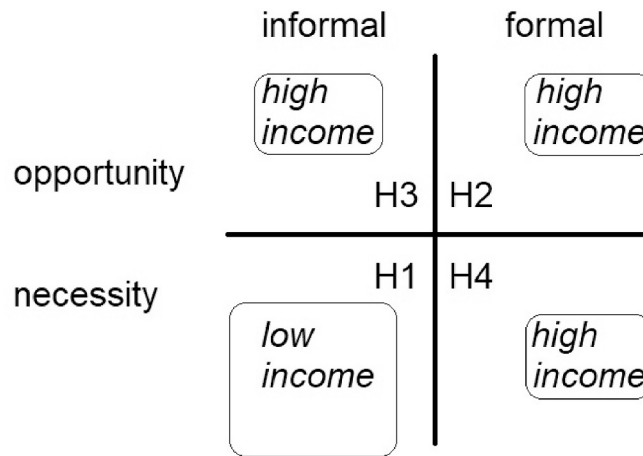 informal formal
high income high income
opportunity
H3 H2
H1 H4
necessity
low income high income